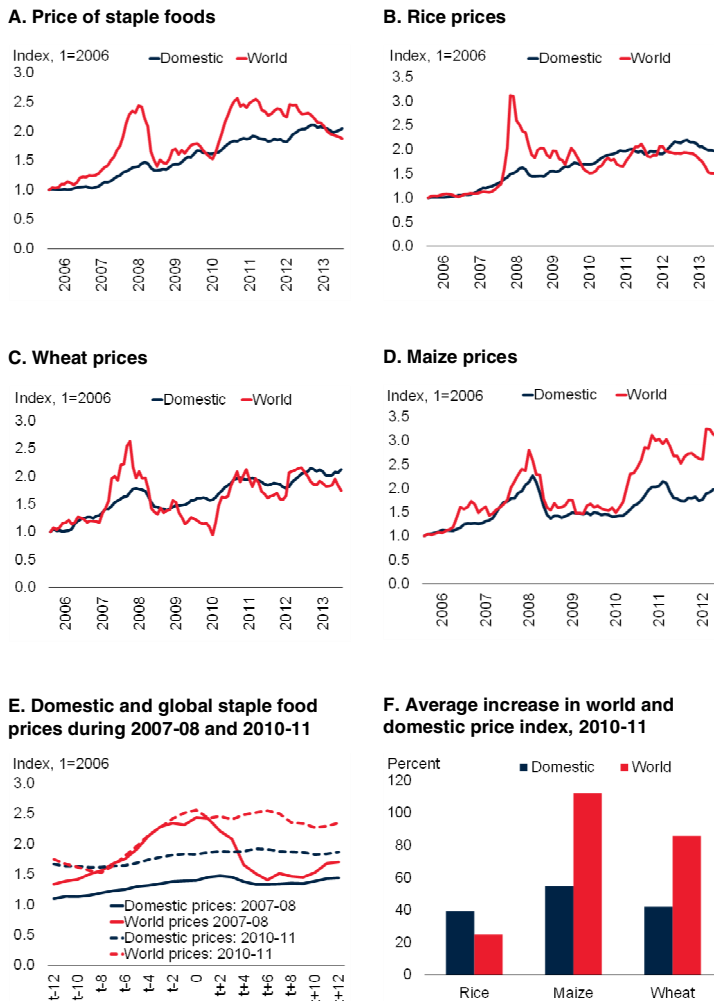 A. Price of staple foods
Index, 1=2006
Domestic
World
3.0
2.5
2.0
1.5
1.0
0.5
0.0
2006
2007
2008
2009
2010
2011
2012
2013
B. Rice prices
Index, 1=2006
Domestic
World
3.5
3.0
2.5
2.0
1.5
1.0
0.5
0.0
2006
2007
2008
2009
2010
2011
2012
2013
C. Wheat prices
Index, 1=2006
Domestic
World
3.0
2.5
2.0
1.5
1.0
0.5
0.0
2006
2007
2008
2009
2010
2011
2012
2013
D. Maize prices
Index, 1=2006
Domestic
World
3.5
3.0
2.5
2.0
1.5
1.0
0.5
0.0
2006
2007
2008
2009
2010
2011
2012
E. Domestic and global staple food
prices during 2007-08 and 2010-11
Index, 1=2006
3.0
2.5
2.0
1.5
1.0
0.5
0.0
Domestic prices: 2007-08
World prices 2007-08
Domestic prices: 2010-11
World prices: 2010-11
t-12
t-10
t-8
t-6
t-4
t-2
0
t+2
t+4
t+6
t+8
t+10
t+12
F. Average increase in world and
domestic price index, 2010-11
Percent
Domestic
World
120
100
80
60
40
20
0
Rice
Maize
Wheat